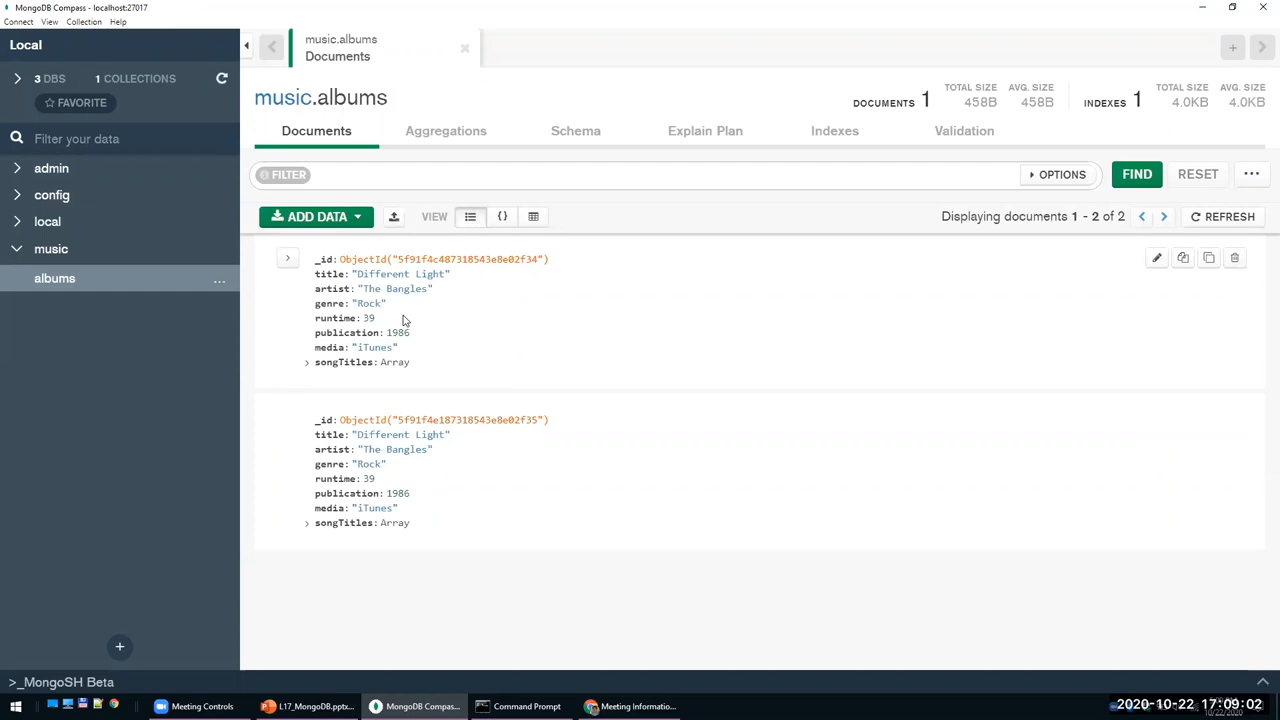 MongoDB Compass - localhost:27017
Connect View Collection Help
Local
3 DBS 1 COLLECTIONS
FAVORITE
Filter your data
admin
config
local
music
albums
...
>_MongoSH Beta
music.albums
Documents
music.albums
DOCUMENTS 1 TOTAL SIZE 458B AVG. SIZE 458B INDEXES 1 TOTAL SIZE 4.0KB AVG. SIZE 4.0KB
Documents Aggregations Schema Explain Plan Indexes Validation
FILTER OPTIONS FIND RESET ...
ADD DATA VIEW {} Displaying documents 1 - 2 of 2 < > REFRESH
_id: ObjectId("5f91f4c487318543e8e02f34")
title: "Different Light"
artist: "The Bangles"
genre: "Rock"
runtime: 39
publication: 1986
media: "iTunes"
songTitles: Array
_id: ObjectId("5f91f4e187318543e8e02f35")
title: "Different Light"
artist: "The Bangles"
genre: "Rock"
runtime: 39
publication: 1986
media: "iTunes"
songTitles: Array
Meeting Controls L17_MongoDB.pptx... MongoDB Compas... Command Prompt Meeting Informatio...
2020-10-22 17:09:02
10/22/2020